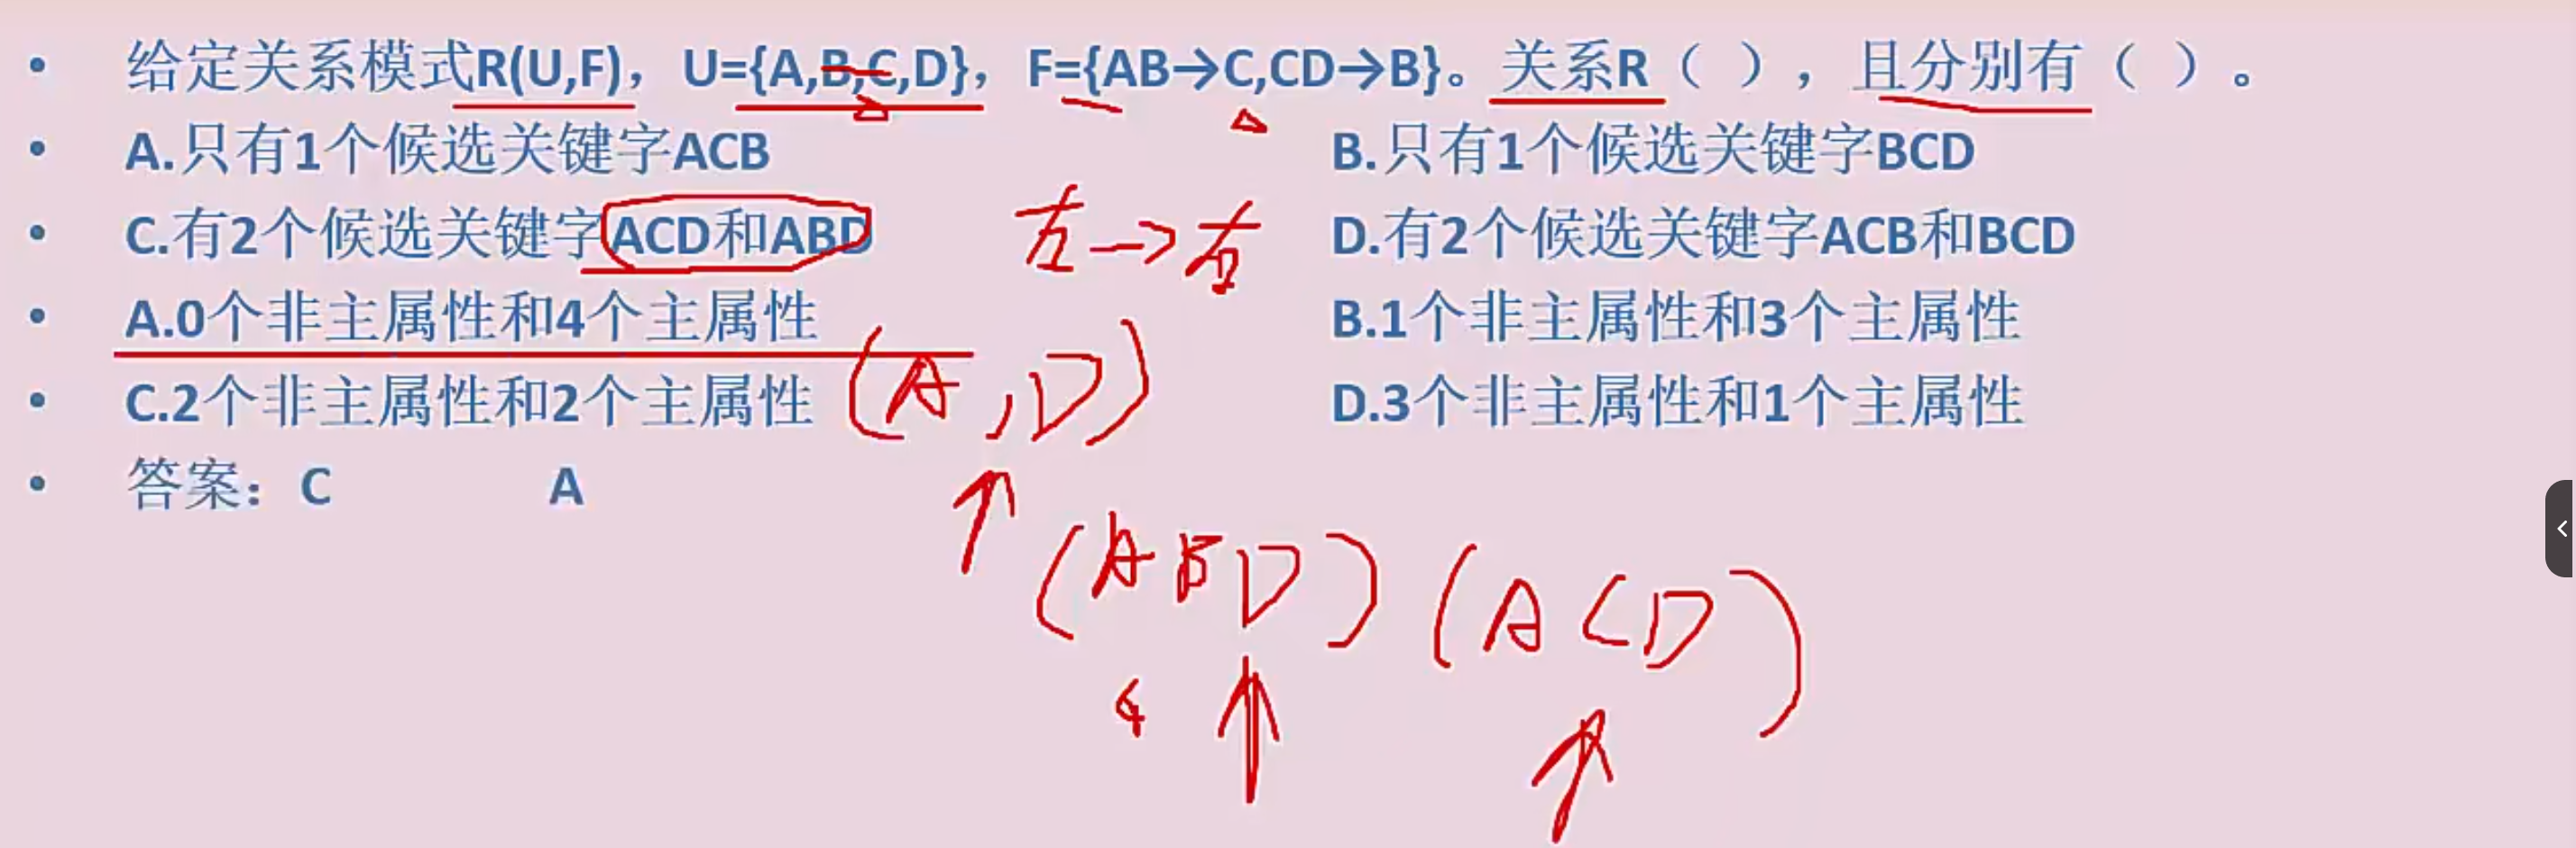 • 给定关系模式R(U,F)，U={A,B,C,D}，F={AB→C,CD→B}。关系R（ ），且分别有（ ）。
• A.只有1个候选关键字ACB B.只有1个候选关键字BCD
• C.有2个候选关键字ACD和ABD D.有2个候选关键字ACB和BCD
左→右
• A.0个非主属性和4个主属性 B.1个非主属性和3个主属性
• C.2个非主属性和2个主属性 D.3个非主属性和1个主属性
(A,D)
• 答案：C A
(ABD) (ACD)